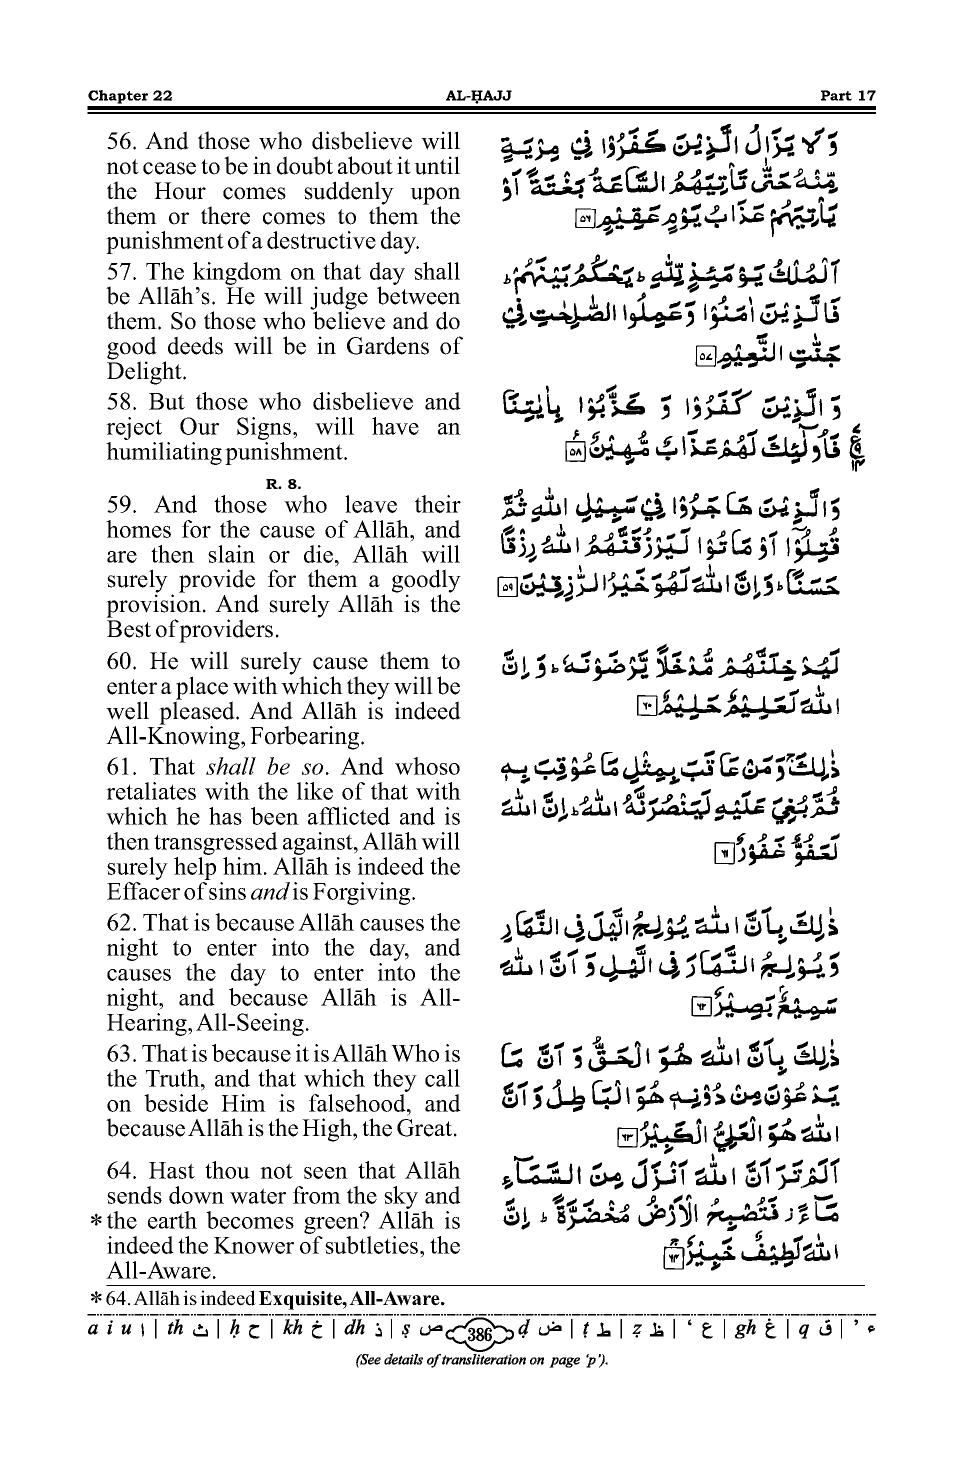 Chapter 22 AL-ḤAJJ Part 17
56. And those who disbelieve will
not cease to be in doubt about it until
the Hour comes suddenly upon
them or there comes to them the
punishment of a destructive day.
وَلَا يَزَالُ الَّذِيْنَ كَفَرُوْا فِيْ مِرْيَةٍ
مِّنْهُ حَتّٰى تَاْتِيَهُمُ السَّاعَةُ بَغْتَةً اَوْ
يَاْتِيَهُمْ عَذَابُ يَوْمٍ عَقِيْمٍ ۝۵۶
57. The kingdom on that day shall
be Allāh’s. He will judge between
them. So those who believe and do
good deeds will be in Gardens of
Delight.
اَلْمُلْكُ يَوْمَئِذٍ لِّلّٰهِ ؕ يَحْكُمُ بَيْنَهُمْ ؕ
فَالَّذِيْنَ اٰمَنُوْا وَعَمِلُوا الصّٰلِحٰتِ فِيْ
جَنّٰتِ النَّعِيْمِ ۝۵۷
58. But those who disbelieve and
reject Our Signs, will have an
humiliating punishment.
وَ الَّذِيْنَ كَفَرُوْا وَ كَذَّبُوْا بِاٰيٰتِنَا
فَاُولٰٓئِكَ لَهُمْ عَذَابٌ مُّهِيْنٌ ۝۵۸
R. 8.
59. And those who leave their
homes for the cause of Allāh, and
are then slain or die, Allāh will
surely provide for them a goodly
provision. And surely Allāh is the
Best of providers.
وَالَّذِيْنَ هَاجَرُوْا فِيْ سَبِيْلِ اللّٰهِ ثُمَّ
قُتِلُوْۤا اَوْ مَاتُوْا لَيَرْزُقَنَّهُمُ اللّٰهُ رِزْقًا
حَسَنًا ؕ وَاِنَّ اللّٰهَ لَهُوَ خَيْرُ الرّٰزِقِيْنَ ۝۵۹
60. He will surely cause them to
enter a place with which they will be
well pleased. And Allāh is indeed
All-Knowing, Forbearing.
لَيُدْخِلَنَّهُمْ مُّدْخَلًا يَّرْضَوْنَهٗ ؕ وَ اِنَّ
اللّٰهَ لَعَلِيْمٌ حَلِيْمٌ ۝۶۰
61. That shall be so. And whoso
retaliates with the like of that with
which he has been afflicted and is
then transgressed against, Allāh will
surely help him. Allāh is indeed the
Effacer of sins and is Forgiving.
ذٰلِكَ ۚ وَمَنْ عَاقَبَ بِمِثْلِ مَا عُوْقِبَ بِهٖ
ثُمَّ بُغِيَ عَلَيْهِ لَيَنْصُرَنَّهُ اللّٰهُ ؕ اِنَّ اللّٰهَ
لَعَفُوٌّ غَفُوْرٌ ۝۶۱
62. That is because Allāh causes the
night to enter into the day, and
causes the day to enter into the
night, and because Allāh is All-
Hearing, All-Seeing.
ذٰلِكَ بِاَنَّ اللّٰهَ يُوْلِجُ الَّيْلَ فِي النَّهَارِ
وَ يُوْلِجُ النَّهَارَ فِي الَّيْلِ وَ اَنَّ اللّٰهَ
سَمِيْعٌۢ بَصِيْرٌ ۝۶۲
63. That is because it is Allāh Who is
the Truth, and that which they call
on beside Him is falsehood, and
because Allāh is the High, the Great.
ذٰلِكَ بِاَنَّ اللّٰهَ هُوَ الْحَقُّ وَ اَنَّ مَا
يَدْعُوْنَ مِنْ دُوْنِهٖ هُوَ الْبَاطِلُ وَ اَنَّ
اللّٰهَ هُوَ الْعَلِيُّ الْكَبِيْرُ ۝۶۳
64. Hast thou not seen that Allāh
sends down water from the sky and
*the earth becomes green? Allāh is
indeed the Knower of subtleties, the
All-Aware.
اَلَمْ تَرَ اَنَّ اللّٰهَ اَنْزَلَ مِنَ السَّمَآءِ
مَآءً ز فَتُصْبِحُ الْاَرْضُ مُخْضَرَّةً ؕ اِنَّ
اللّٰهَ لَطِيْفٌ خَبِيْرٌ ۝۶۴
*64. Allāh is indeed Exquisite, All-Aware.
a i u ا | th ث | ḥ ح | kh خ | dh ذ | ṣ ص 386 ḍ ض | ṭ ط | ẓ ظ | ‘ ع | gh غ | q ق | ’ ء
(See details of transliteration on page ‘p’).